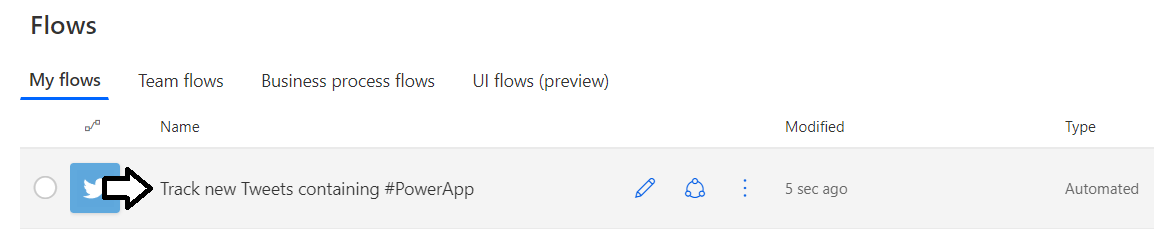 Flows
My flows Team flows Business process flows UI flows (preview)
Name Modified Type
Track new Tweets containing #PowerApp 5 sec ago Automated